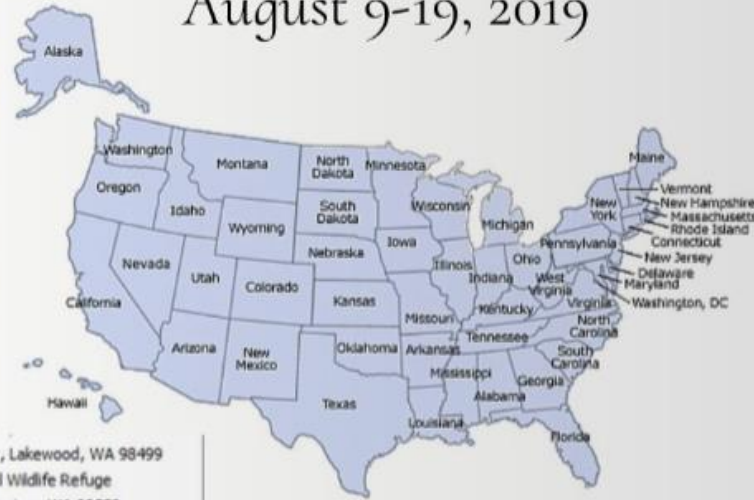 August 9-19, 2019
Alaska
Washington
Montana
North
Dakota
Minnesota
Maine
Oregon
Idaho
Wyoming
South
Dakota
Wisconsin
Michigan
New
York
Vermont
New Hampshire
Massachusetts
Rhode Island
Connecticut
Nevada
Utah
Colorado
Nebraska
Iowa
Illinois
Indiana
Ohio
Pennsylvania
New Jersey
Delaware
Maryland
Washington, DC
West
Virginia
Virginia
California
Kansas
Missouri
Kentucky
North
Carolina
Tennessee
Arizona
New
Mexico
Oklahoma
Arkansas
South
Carolina
Mississippi
Georgia
Alabama
Hawaii
Texas
Louisiana
Florida
, Lakewood, WA 98499
Wildlife Refuge